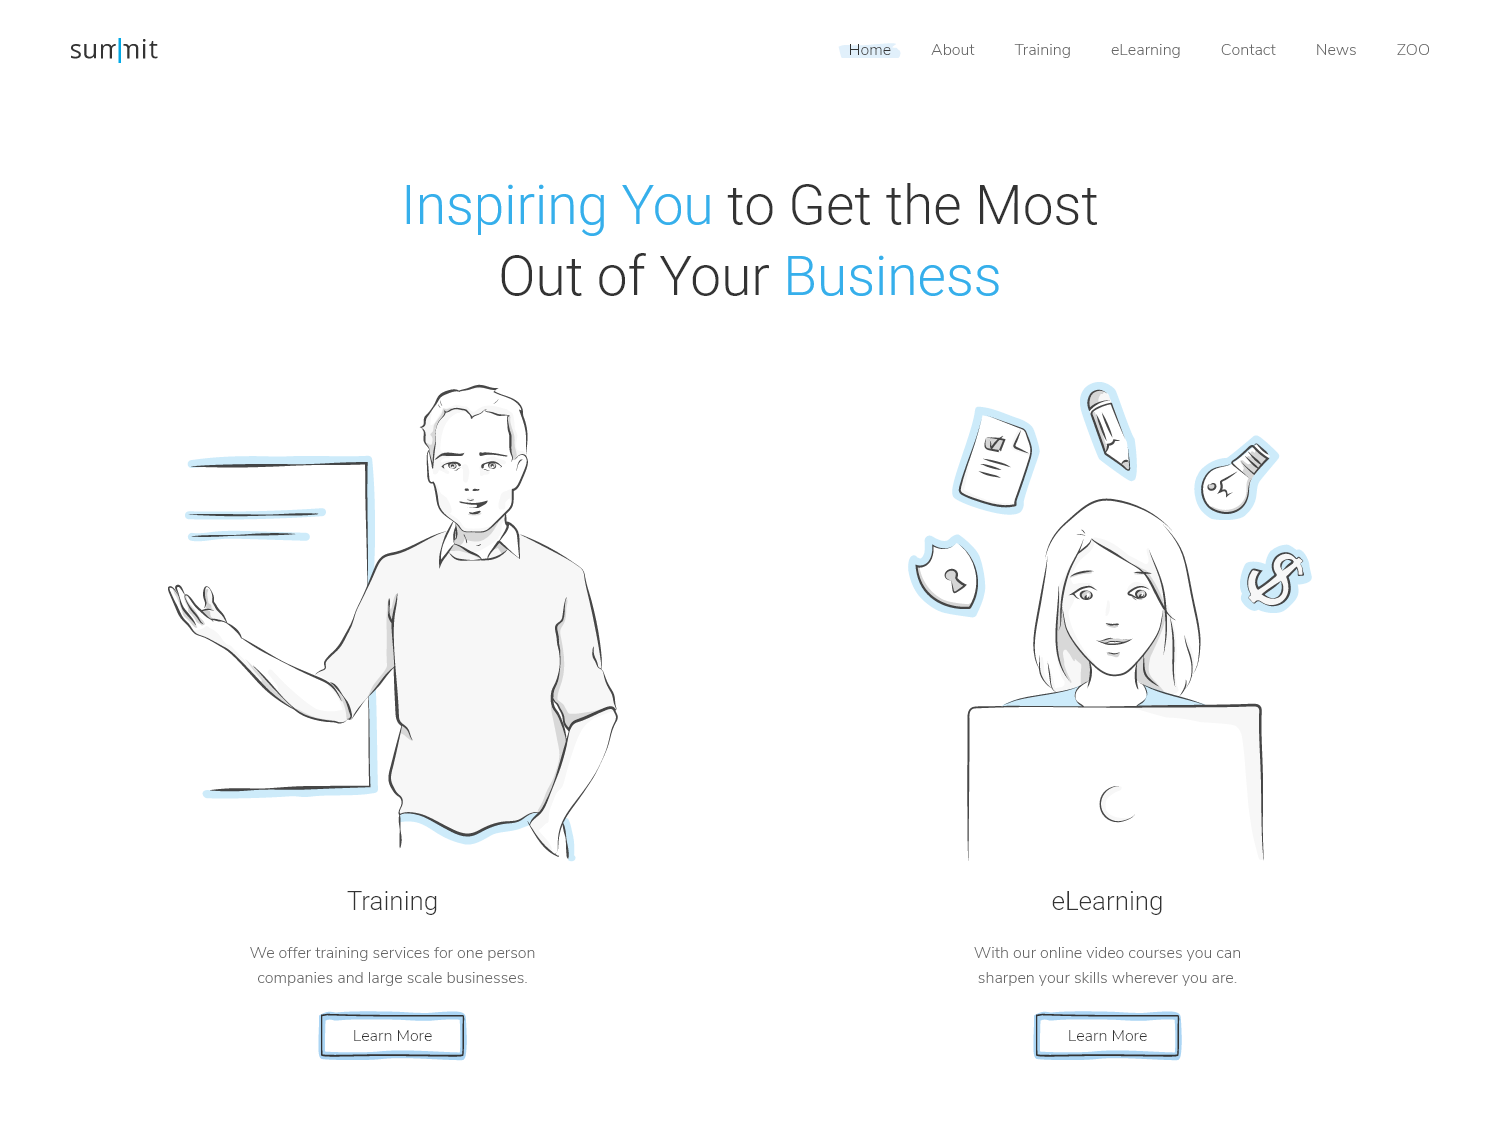 summit
Home About Training eLearning Contact News ZOO
Inspiring You to Get the Most
Out of Your Business
Training
We offer training services for one person
companies and large scale businesses.
Learn More
eLearning
With our online video courses you can
sharpen your skills wherever you are.
Learn More